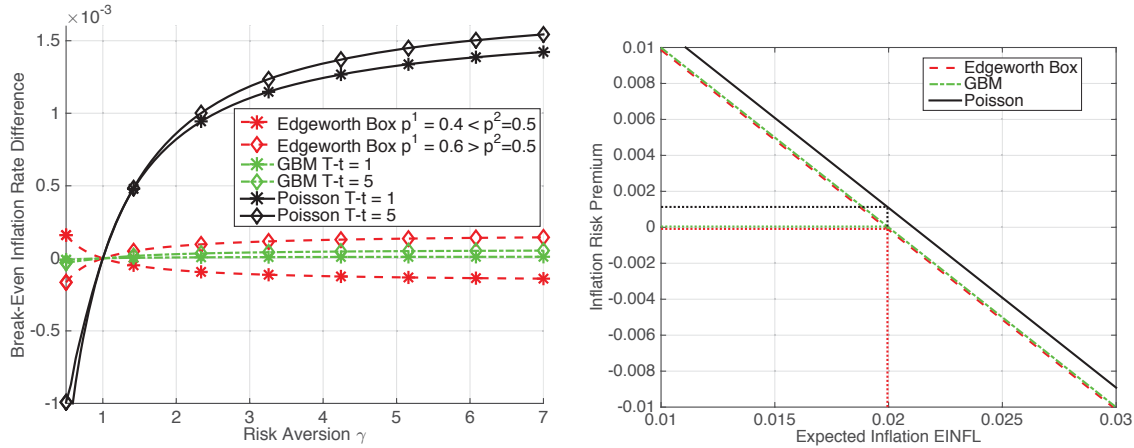 ×10⁻³
1.5
1
0.5
0
-0.5
-1
1 2 3 4 5 6 7
Break-Even Inflation Rate Difference
Risk Aversion γ
Edgeworth Box p¹ = 0.4 < p²=0.5
Edgeworth Box p¹ = 0.6 > p²=0.5
GBM T-t = 1
GBM T-t = 5
Poisson T-t = 1
Poisson T-t = 5
0.01
0.008
0.006
0.004
0.002
0
-0.002
-0.004
-0.006
-0.008
-0.01
0.01 0.015 0.02 0.025 0.03
Inflation Risk Premium
Expected Inflation EINFL
Edgeworth Box
GBM
Poisson